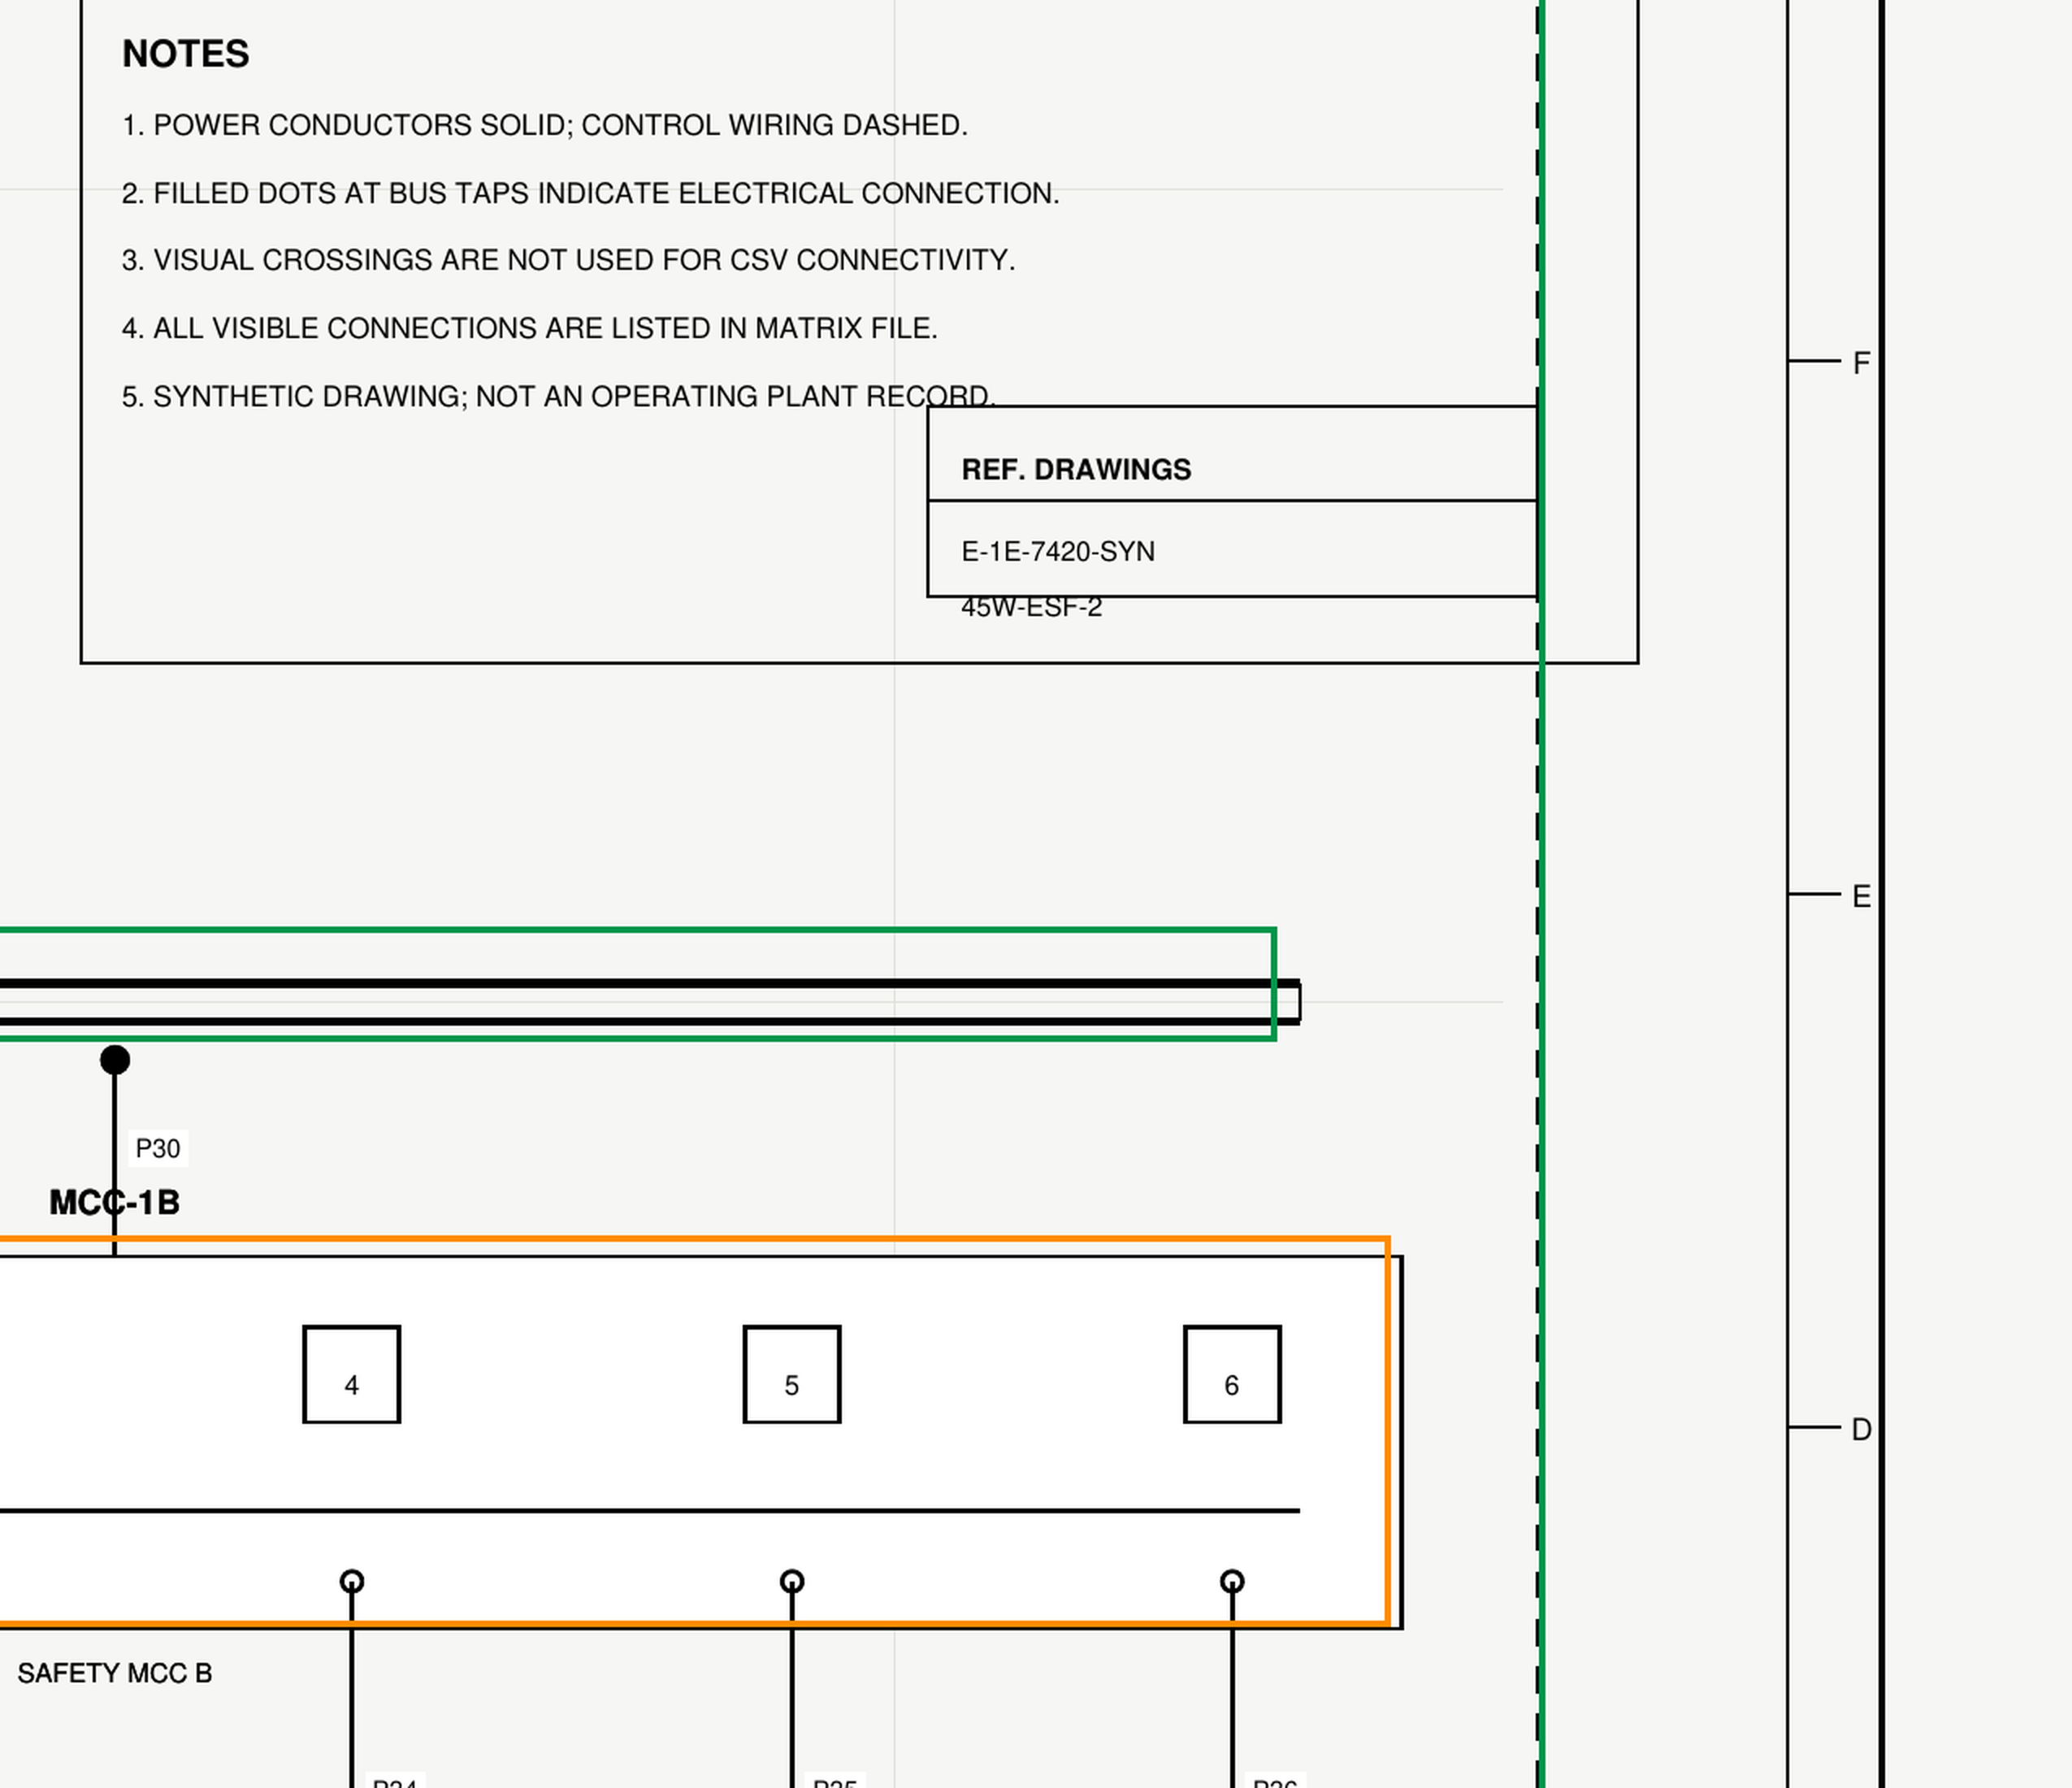 NOTES
1. POWER CONDUCTORS SOLID; CONTROL WIRING DASHED.
2. FILLED DOTS AT BUS TAPS INDICATE ELECTRICAL CONNECTION.
3. VISUAL CROSSINGS ARE NOT USED FOR CSV CONNECTIVITY.
4. ALL VISIBLE CONNECTIONS ARE LISTED IN MATRIX FILE.
5. SYNTHETIC DRAWING; NOT AN OPERATING PLANT RECORD.
F
REF. DRAWINGS
E-1E-7420-SYN
45W-ESF-2
E
P30
MCC-1B
4
5
6
D
SAFETY MCC B